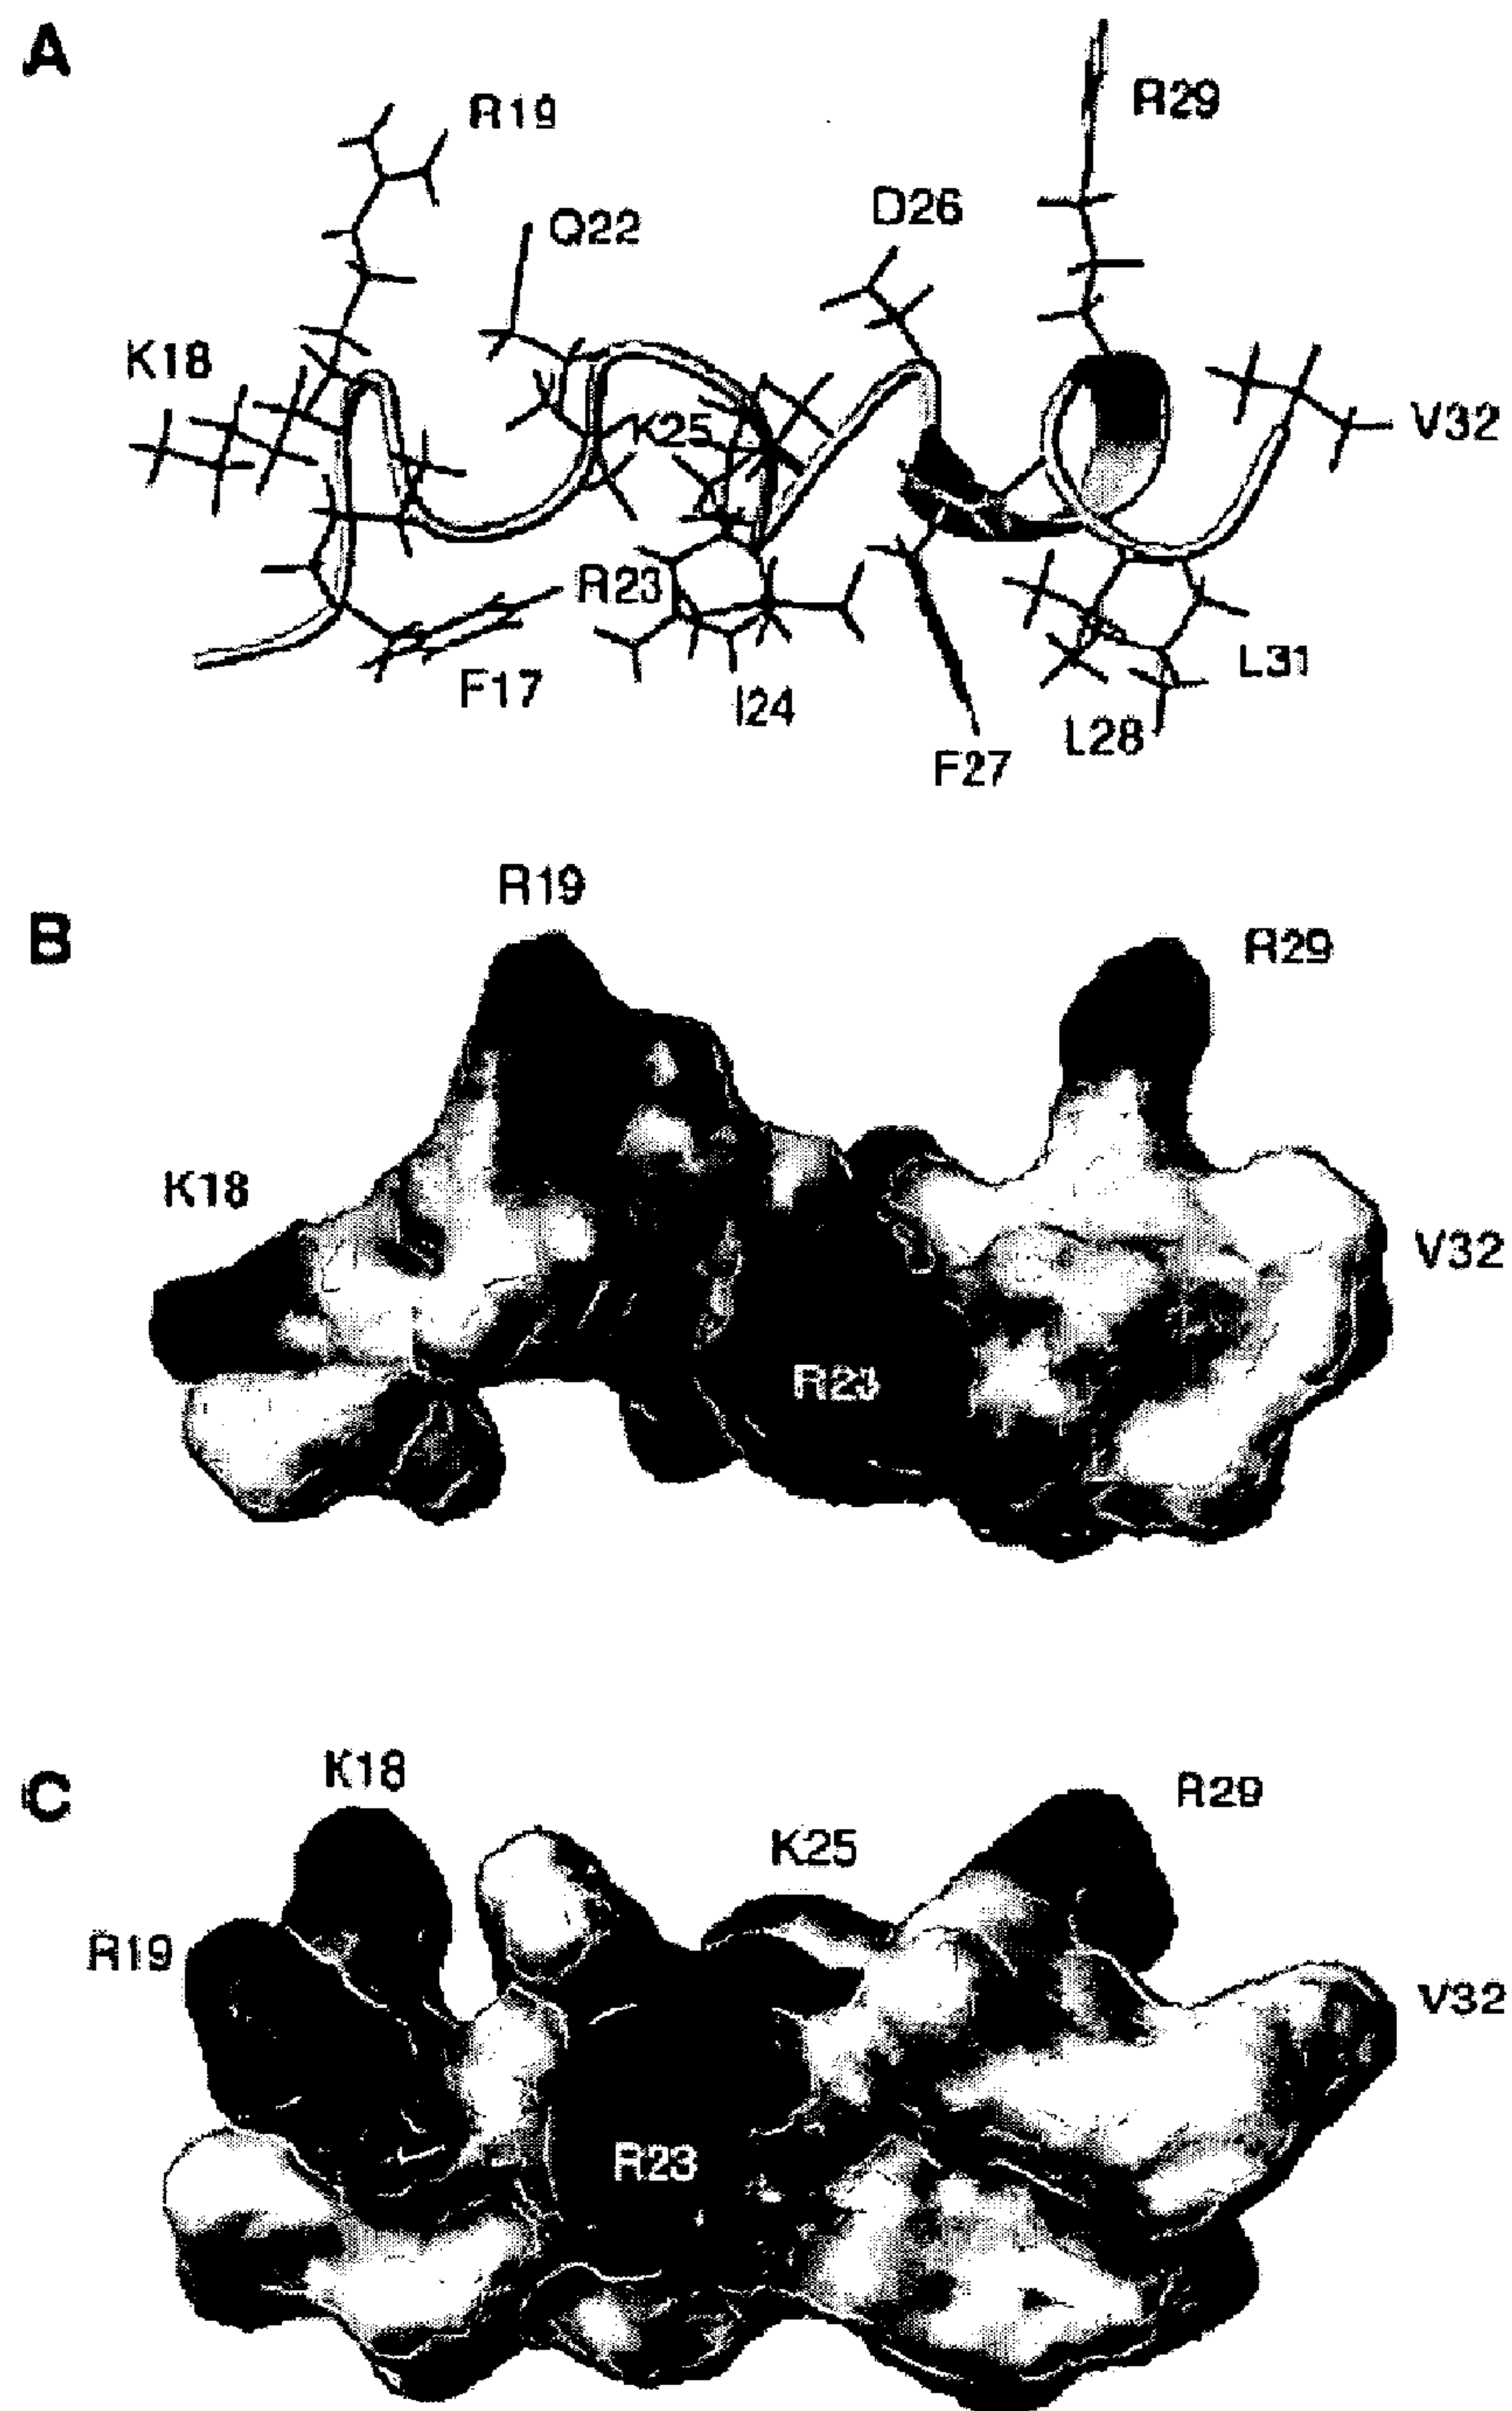 A
R19
R29
Q22
D26
K18
K25
V32
R23
F17
I24
L31
L28
F27
B
R19
R29
K18
V32
R23
C
K18
R29
K25
R19
V32
R23